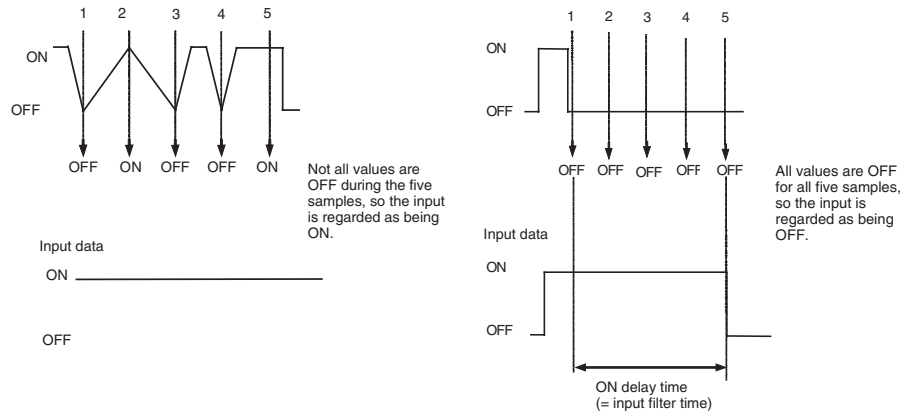 1 2 3 4 5
ON
OFF
OFF ON OFF OFF ON
Not all values are
OFF during the five
samples, so the input
is regarded as being
ON.
Input data
ON
OFF
1 2 3 4 5
ON
OFF
OFF OFF OFF OFF OFF
All values are OFF
for all five samples,
so the input is
regarded as being
OFF.
Input data
ON
OFF
ON delay time
(= input filter time)